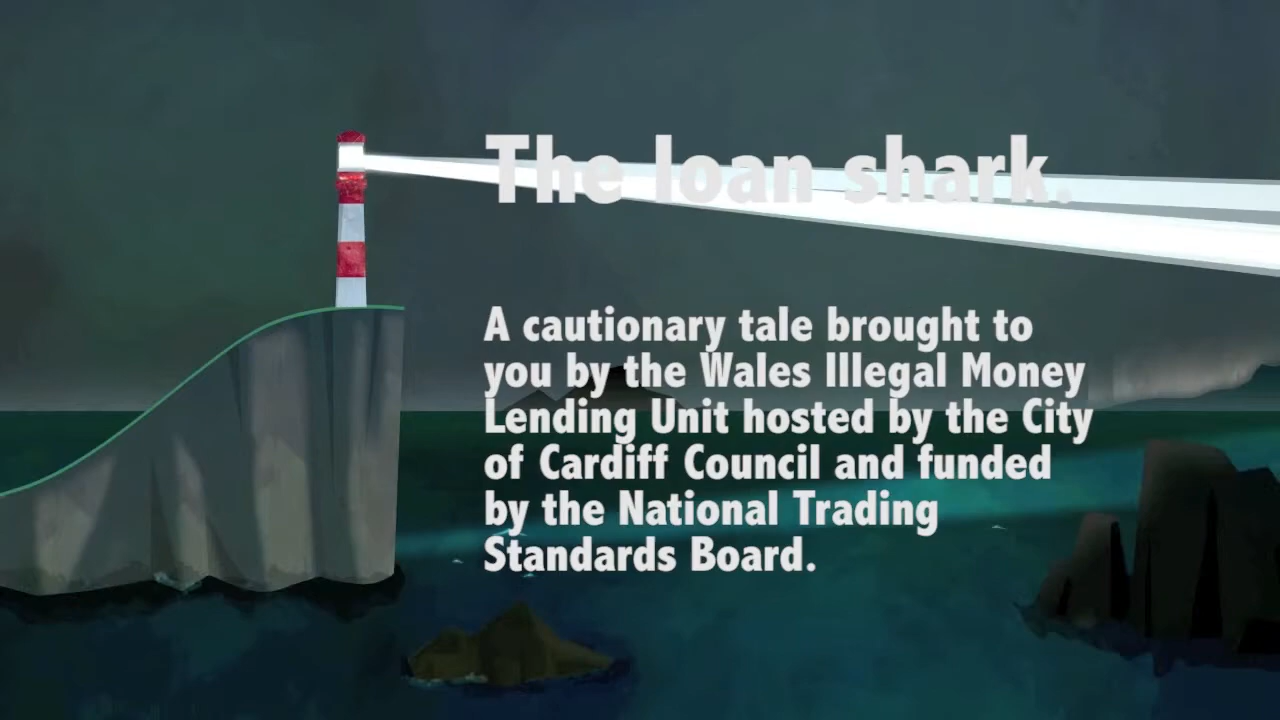 The loan shark.
A cautionary tale brought to
you by the Wales Illegal Money
Lending Unit hosted by the City
of Cardiff Council and funded
by the National Trading
Standards Board.